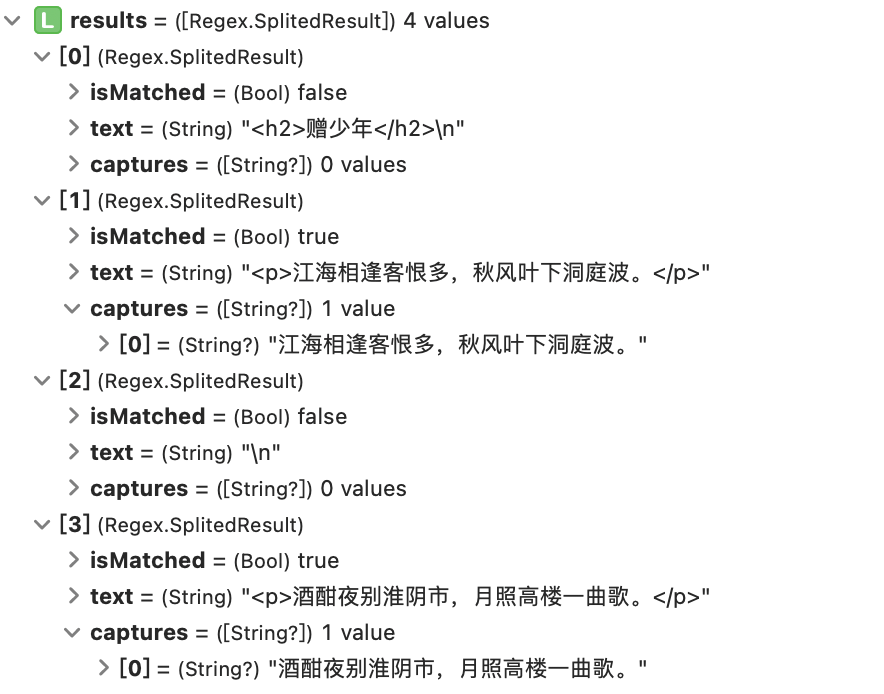 L results = ([Regex.SplitedResult]) 4 values
[0] (Regex.SplitedResult)
isMatched = (Bool) false
text = (String) "<h2>赠少年</h2>\n"
captures = ([String?]) 0 values
[1] (Regex.SplitedResult)
isMatched = (Bool) true
text = (String) "<p>江海相逢客恨多，秋风叶下洞庭波。</p>"
captures = ([String?]) 1 value
[0] = (String?) "江海相逢客恨多，秋风叶下洞庭波。"
[2] (Regex.SplitedResult)
isMatched = (Bool) false
text = (String) "\n"
captures = ([String?]) 0 values
[3] (Regex.SplitedResult)
isMatched = (Bool) true
text = (String) "<p>酒酣夜别淮阴市，月照高楼一曲歌。</p>"
captures = ([String?]) 1 value
[0] = (String?) "酒酣夜别淮阴市，月照高楼一曲歌。"